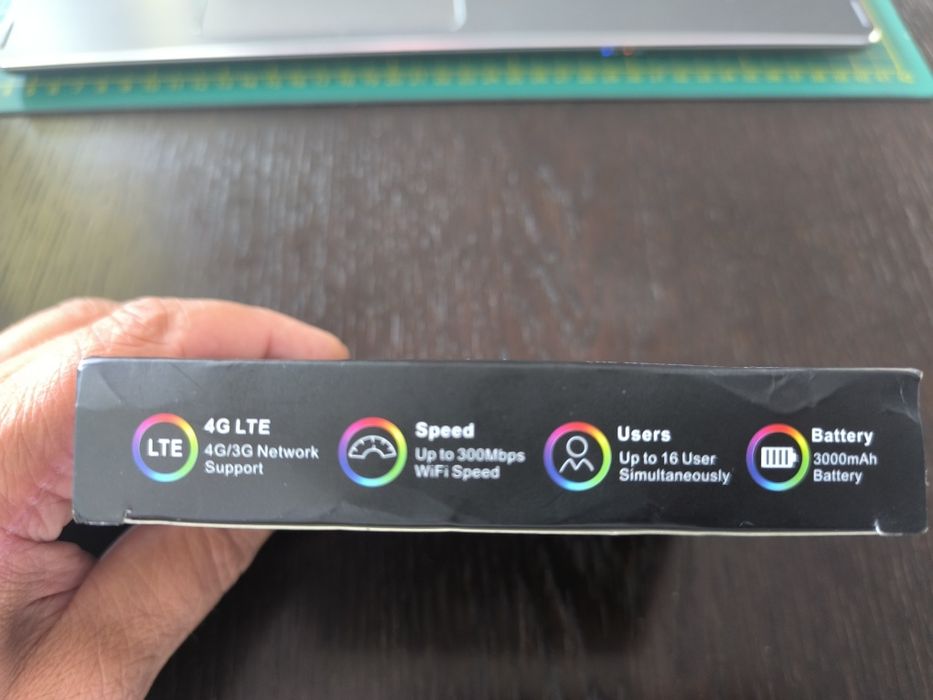 LTE
4G LTE
4G/3G Network
Support
Speed
Up to 300Mbps
WiFi Speed
Users
Up to 16 User
Simultaneously
Battery
3000mAh
Battery